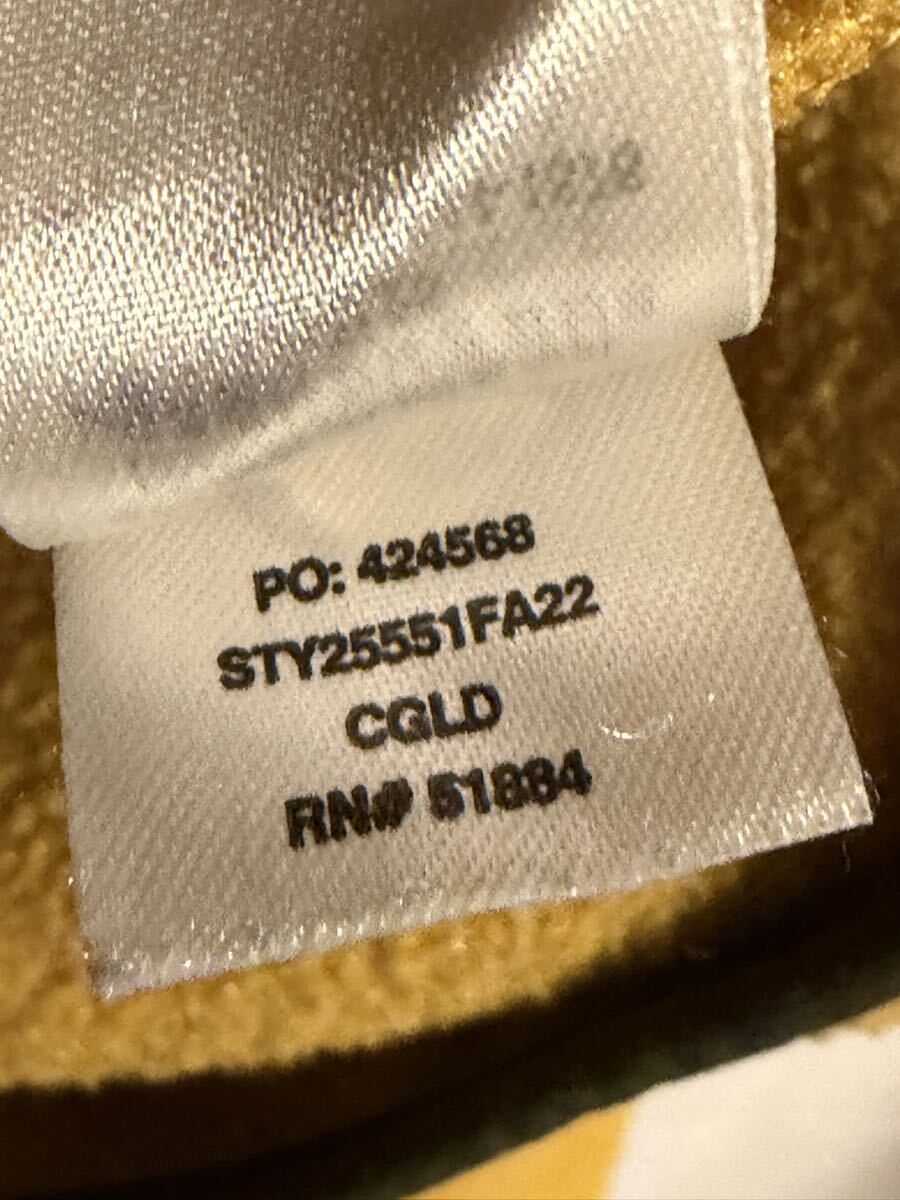 PO: 424568
STY25551FA22
CGLD
RN# 51884